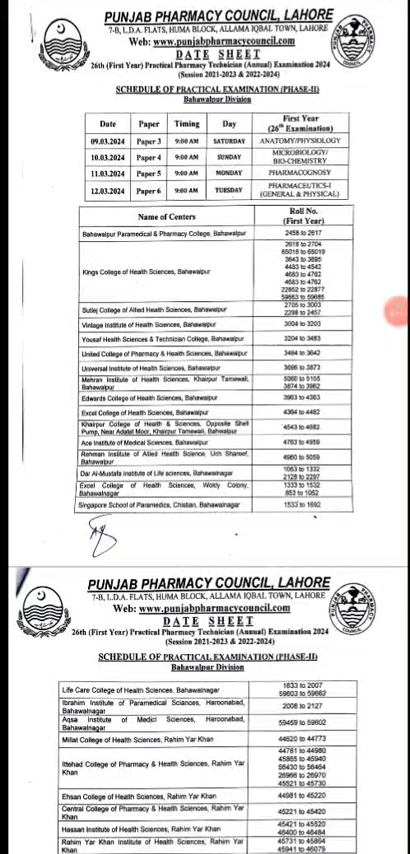 PUNJAB PHARMACY COUNCIL, LAHORE
7-B, L.D.A. FLATS, HUMA BLOCK, ALLAMA IQBAL TOWN, LAHORE
Web: www.punjabpharmacycouncil.com
DATE SHEET
26th (First Year) Practical Pharmacy Technician (Annual) Examination 2024
(Session 2021-2023 & 2022-2024)
SCHEDULE OF PRACTICAL EXAMINATION (PHASE-II)
Bahawalpur Division
Date Paper Timing Day First Year (26th Examination)
09.03.2024 Paper 3 9:00 AM SATURDAY ANATOMY/PHYSIOLOGY
10.03.2024 Paper 4 9:00 AM SUNDAY MICROBIOLOGY/ BIO-CHEMISTRY
11.03.2024 Paper 5 9:00 AM MONDAY PHARMACOGNOSY
12.03.2024 Paper 6 9:00 AM TUESDAY PHARMACEUTICS-I (GENERAL & PHYSICAL)
Name of Centers Roll No. (First Year)
Bahawalpur Paramedical & Pharmacy College, Bahawalpur 2458 to 2617
Kings College of Health Sciences, Bahawalpur
2618 to 2704
65016 to 65019
3643 to 3695
4483 to 4542
4683 to 4762
4683 to 4762
22862 to 22877
59663 to 59685
Sutlej College of Allied Health Sciences, Bahawalpur
2705 to 3003
2298 to 2457
Vintage Institute of Health Sciences, Bahawalpur 3004 to 3203
Yousaf Health Sciences & Technician College, Bahawalpur 3204 to 3483
United College of Pharmacy & Health Sciences, Bahawalpur 3484 to 3642
Universal Institute of Health Sciences, Bahawalpur 3696 to 3873
Mehran Institute of Health Sciences, Khairpur Tamewali, Bahawalpur
5060 to 5155
3874 to 3962
Edwards College of Health Sciences, Bahawalpur 3963 to 4363
Excel College of Health Sciences, Bahawalpur 4364 to 4482
Khairpur College of Health & Sciences, Opposite Shell
Pump, Near Adalat Moor, Khairpur Tamewali, Bahwalpur 4543 to 4682
Ace Institute of Medical Sciences, Bahawalpur 4763 to 4959
Rehman Institute of Allied Health Science, Uch Shareef, Bahawalpur 4960 to 5059
Dar Al-Mustafa Institute of Life sciences, Bahawalnagar
1063 to 1332
2128 to 2297
Excel College of Health Sciences, Wokly Colony, Bahawalnagar
1333 to 1532
853 to 1052
Singapore School of Paramedics, Chistian, Bahawalnagar 1533 to 1692
PUNJAB PHARMACY COUNCIL, LAHORE
7-B, L.D.A. FLATS, HUMA BLOCK, ALLAMA IQBAL TOWN, LAHORE
Web: www.punjabpharmacycouncil.com
DATE SHEET
26th (First Year) Practical Pharmacy Technician (Annual) Examination 2024
(Session 2021-2023 & 2022-2024)
SCHEDULE OF PRACTICAL EXAMINATION (PHASE-II)
Bahawalpur Division
Life Care College of Health Sciences, Bahawalnagar
1833 to 2007
59603 to 59662
Ibrahim Institute of Paramedical Sciances, Haroonabad, Bahawalnagar 2008 to 2127
Aqsa Institute of Medicl Sciences, Haroonabad, Bahawalnagar 59459 to 59602
Millat College of Health Sciences, Rahim Yar Khan 44620 to 44773
Ittehad College of Pharmacy & Health Sciences, Rahim Yar Khan
44781 to 44980
45865 to 45940
56430 to 56464
26966 to 26970
45521 to 45730
Ehsan College of Health Sciences, Rahim Yar Khan 44981 to 45220
Central College of Pharmacy & Health Sciences, Rahim Yar Khan 45221 to 45420
Hassan Institute of Health Sciences, Rahim Yar Khan
45421 to 45520
46400 to 46484
Rahim Yar Khan Institute of Health Sciences, Rahim Yar Khan
45731 to 45864
45941 to 46079